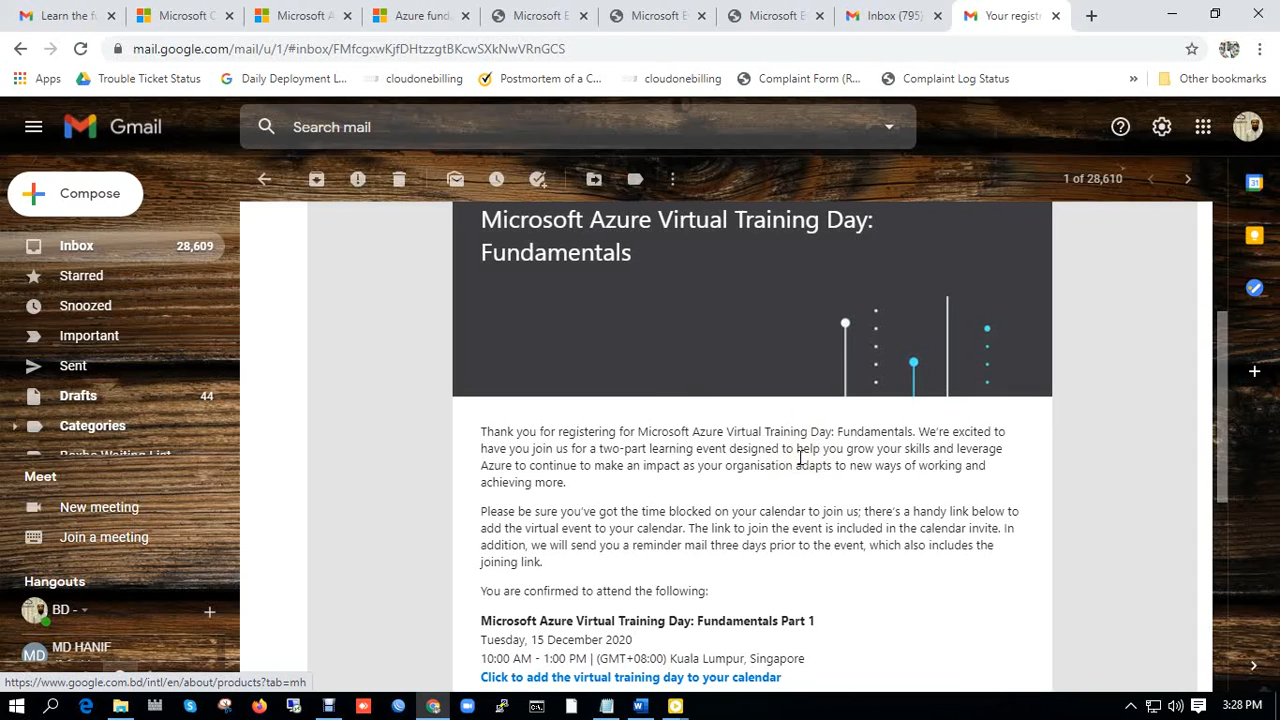 Learn the f
Microsoft C
Microsoft A
Azure fund
Microsoft E
Microsoft E
Microsoft E
Inbox (795)
Your regist
mail.google.com/mail/u/1/#inbox/FMfcgxwKjfDHtzzgtBKcwSXkNwVRnGCS
Apps
Trouble Ticket Status
Daily Deployment L...
cloudonebilling
Postmortem of a C...
cloudonebilling
Complaint Form (R...
Complaint Log Status
»
Other bookmarks
Gmail
Search mail
Compose
1 of 28,610
Inbox 28,609
Starred
Snoozed
Important
Sent
Drafts 44
Categories
Meet
New meeting
Join a meeting
Hangouts
BD -
MD MD HANIF
Microsoft Azure Virtual Training Day:
Fundamentals
Thank you for registering for Microsoft Azure Virtual Training Day: Fundamentals. We're excited to
have you join us for a two-part learning event designed to help you grow your skills and leverage
Azure to continue to make an impact as your organisation adapts to new ways of working and
achieving more.
Please be sure you've got the time blocked on your calendar to join us; there's a handy link below to
add the virtual event to your calendar. The link to join the event is included in the calendar invite. In
addition, we will send you a reminder mail three days prior to the event, which also includes the
joining link.
You are confirmed to attend the following:
Microsoft Azure Virtual Training Day: Fundamentals Part 1
Tuesday, 15 December 2020
10:00 AM - 1:00 PM | (GMT+08:00) Kuala Lumpur, Singapore
Click to add the virtual training day to your calendar
https://www.google.com.bd/intl/en/about/products?tab=mh
3:28 PM